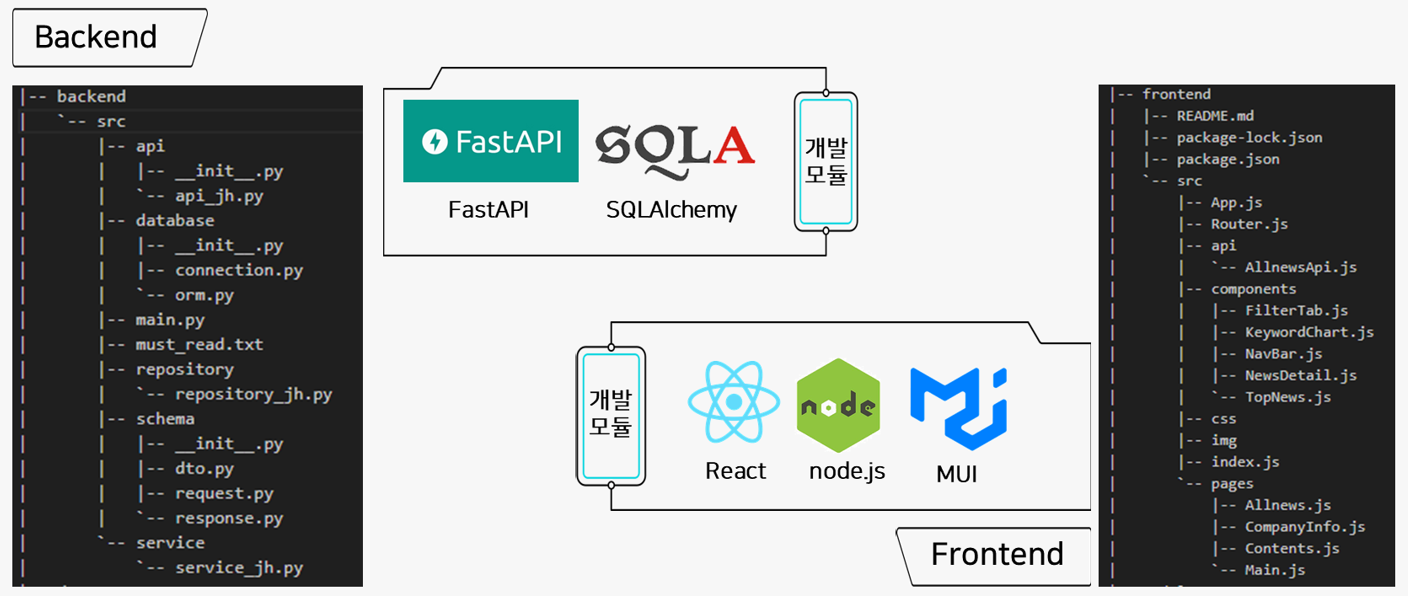 Backend
|-- backend
|   `-- src
|       |-- api
|       |   |-- __init__.py
|       |   `-- api_jh.py
|       |-- database
|       |   |-- __init__.py
|       |   |-- connection.py
|       |   `-- orm.py
|       |-- main.py
|       |-- must_read.txt
|       |-- repository
|       |   `-- repository_jh.py
|       |-- schema
|       |   |-- __init__.py
|       |   |-- dto.py
|       |   |-- request.py
|       |   `-- response.py
|       `-- service
|           `-- service_jh.py
FastAPI
SQLA
FastAPI
SQLAlchemy
개발
모듈
개발
모듈
node
React
node.js
MUI
Frontend
|-- frontend
|   |-- README.md
|   |-- package-lock.json
|   |-- package.json
|   `-- src
|       |-- App.js
|       |-- Router.js
|       |-- api
|       |   `-- AllnewsApi.js
|       |-- components
|       |   |-- FilterTab.js
|       |   |-- KeywordChart.js
|       |   |-- NavBar.js
|       |   |-- NewsDetail.js
|       |   `-- TopNews.js
|       |-- css
|       |-- img
|       |-- index.js
|       `-- pages
|           |-- Allnews.js
|           |-- CompanyInfo.js
|           |-- Contents.js
|           `-- Main.js